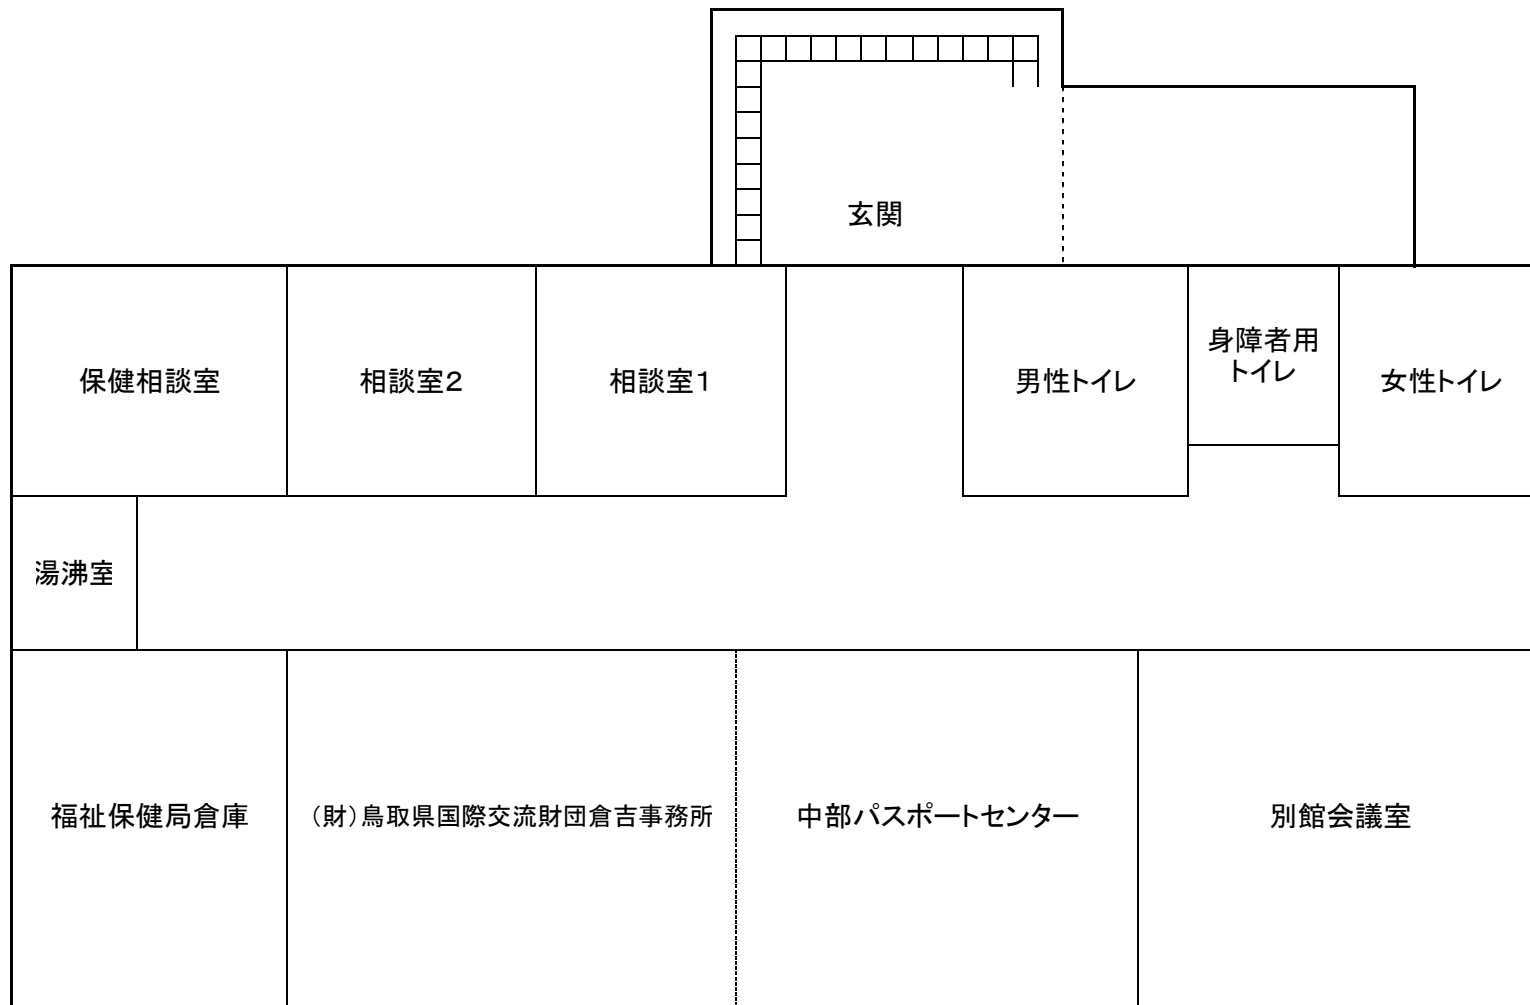 玄関
保健相談室
相談室2
相談室1
男性トイレ
身障者用
トイレ
女性トイレ
湯沸室
福祉保健局倉庫
（財）鳥取県国際交流財団倉吉事務所
中部パスポートセンター
別館会議室